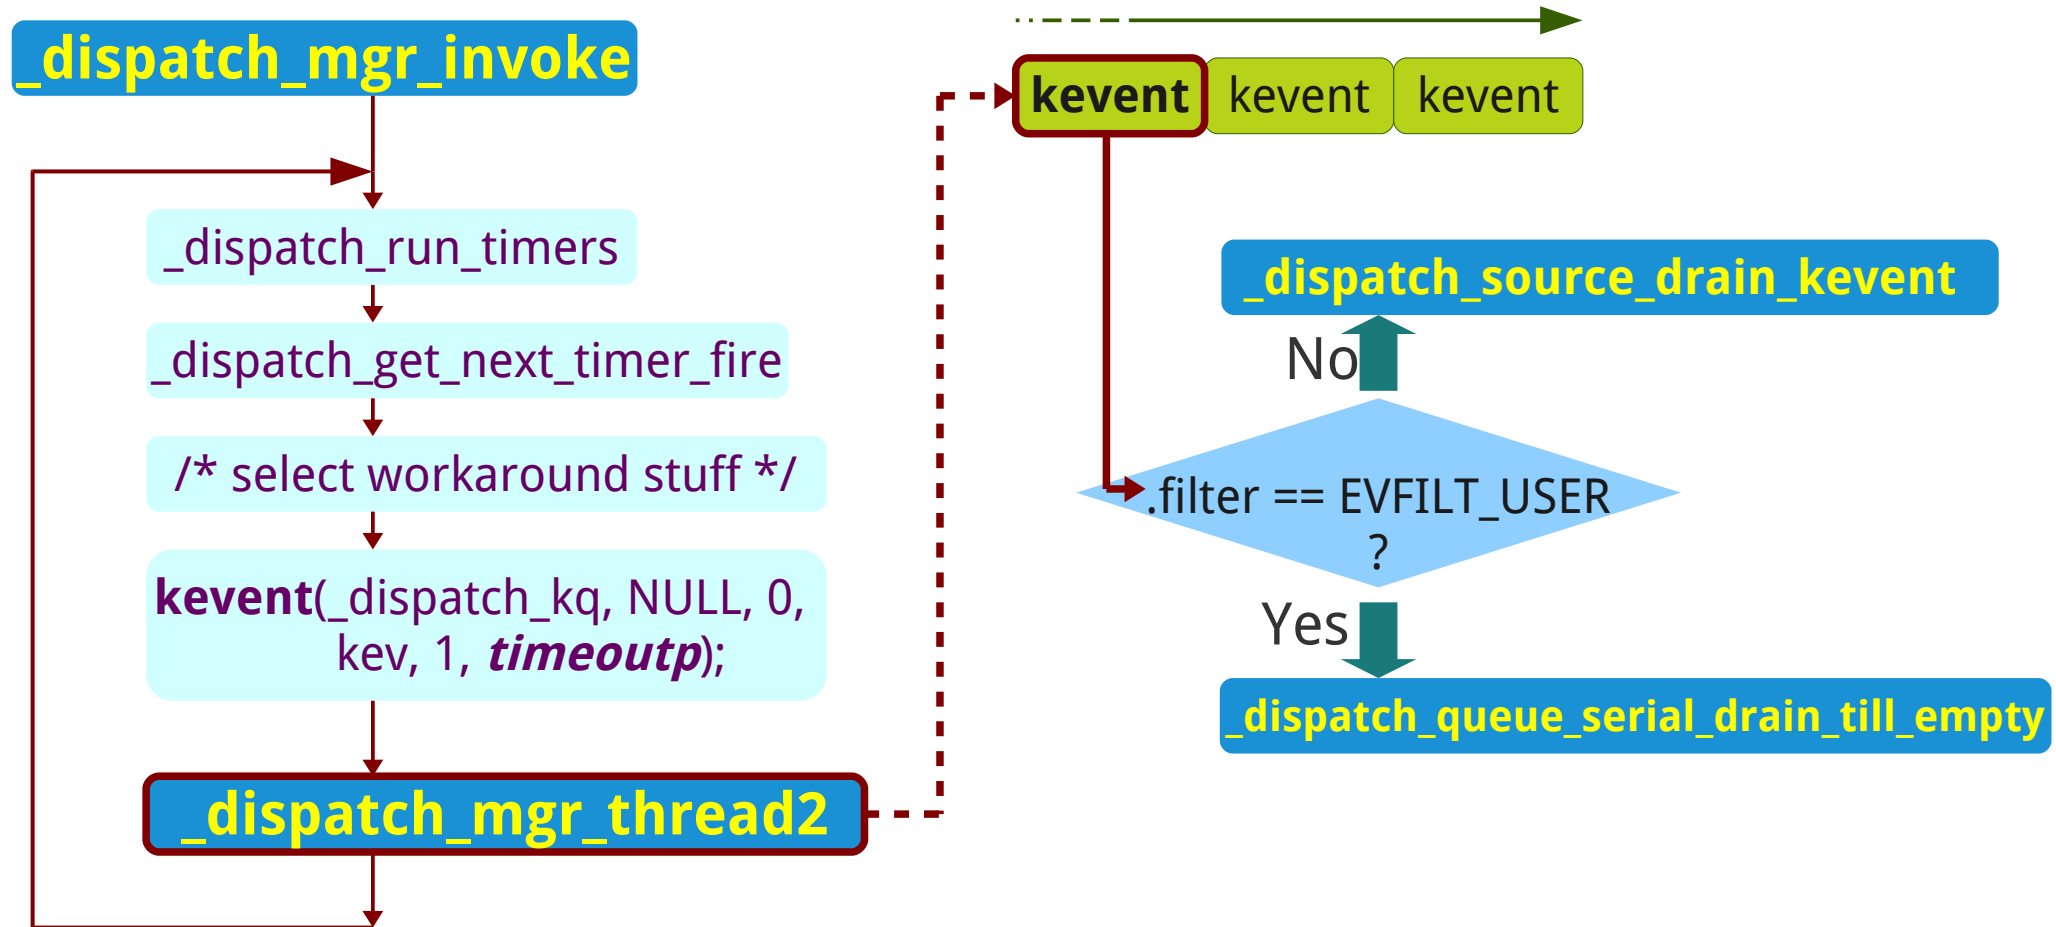 _dispatch_mgr_invoke
_dispatch_run_timers
_dispatch_get_next_timer_fire
/* select workaround stuff */
kevent(_dispatch_kq, NULL, 0,
kev, 1, timeoutp);
_dispatch_mgr_thread2
kevent kevent kevent
_dispatch_source_drain_kevent
No
.filter == EVFILT_USER
?
Yes
_dispatch_queue_serial_drain_till_empty